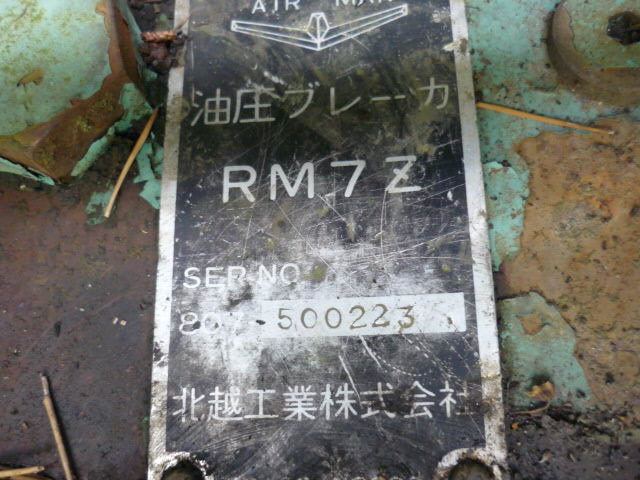 AIR MAN
油圧ブレーカ
RM7Z
SER.NO
807-500223
北越工業株式会社